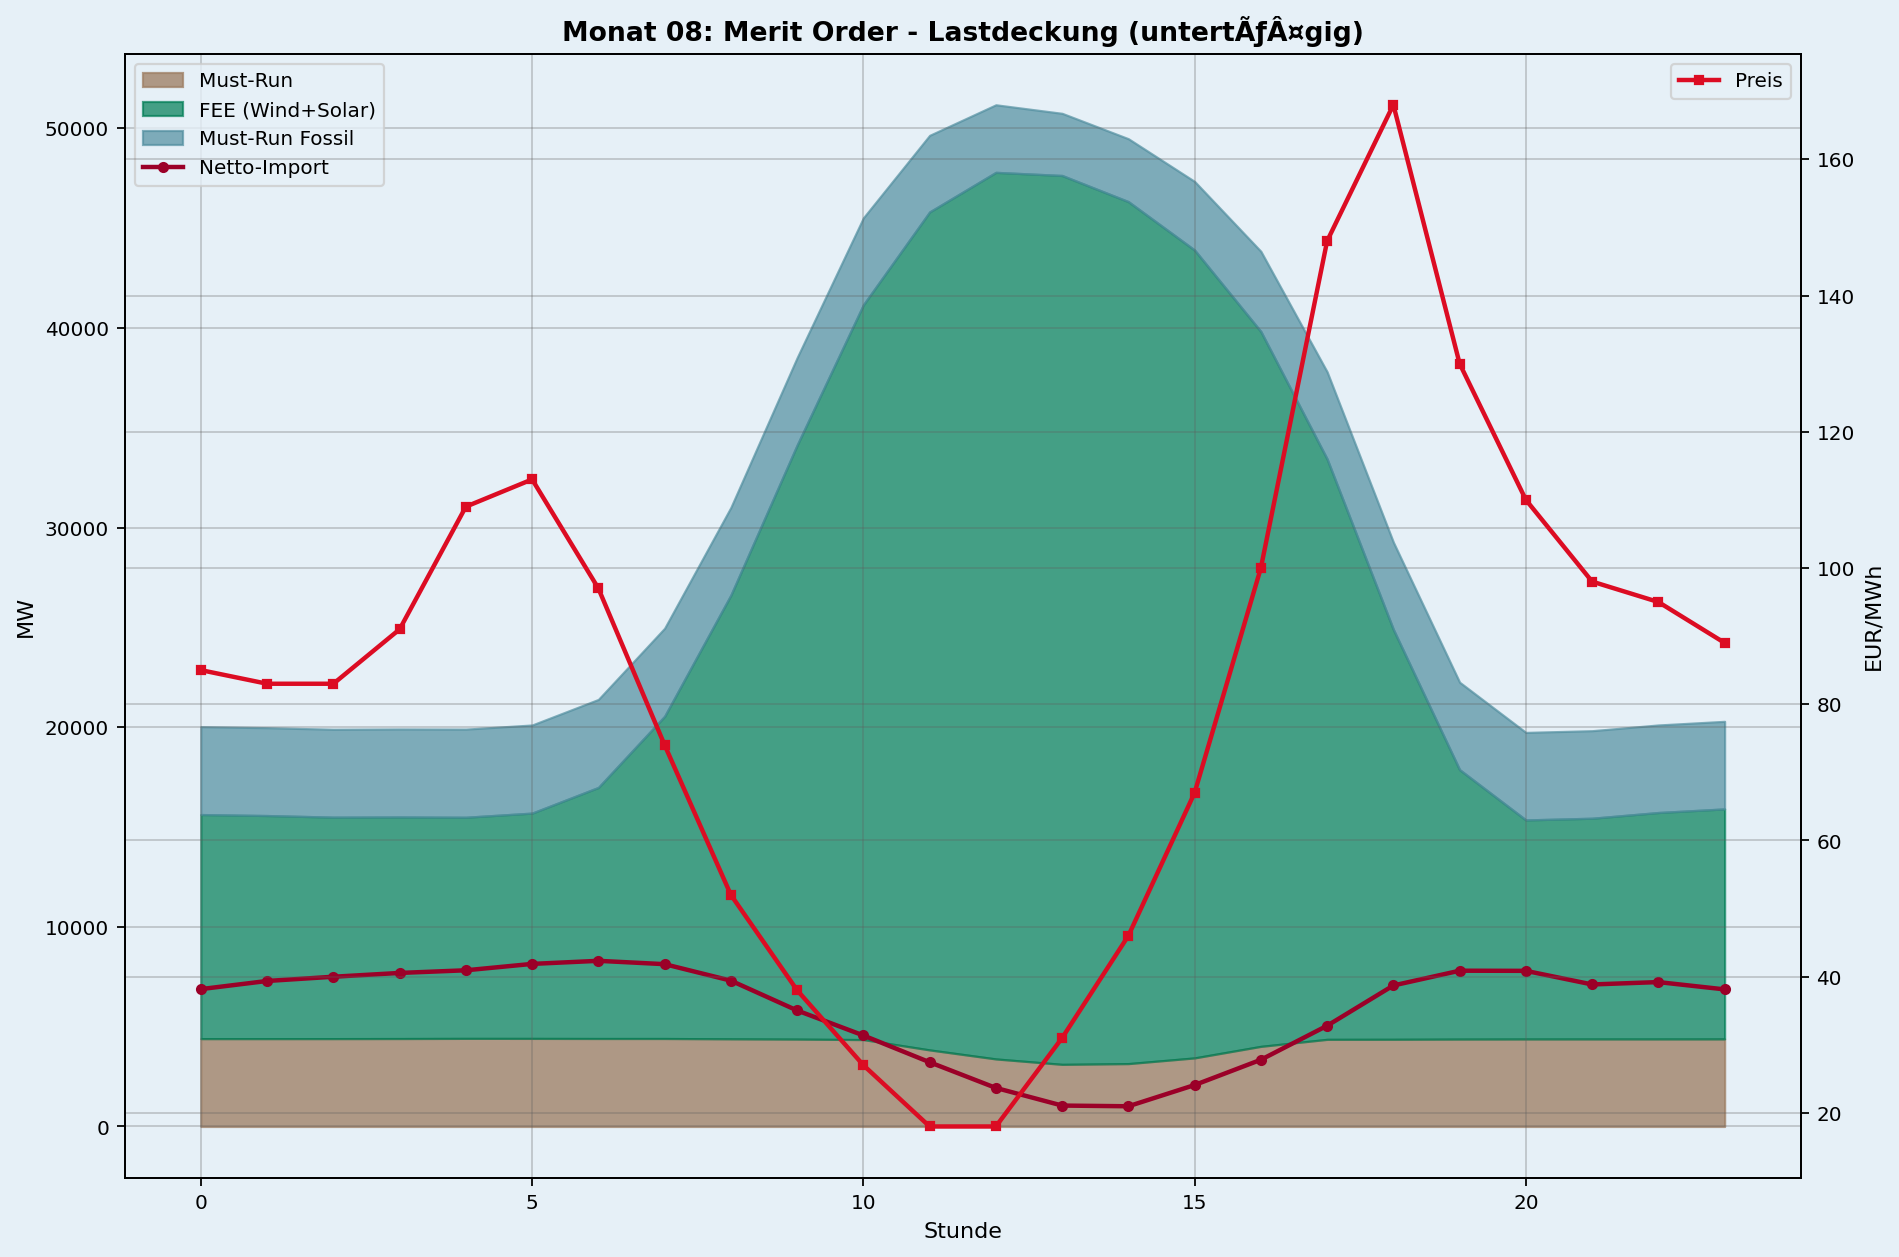 Monat 08: Merit Order - Lastdeckung (untertÃƒÂ¤gig)
Must-Run
FEE (Wind+Solar)
Must-Run Fossil
Netto-Import
Preis
50000
40000
30000
20000
10000
0
MW
160
140
120
100
80
60
40
20
EUR/MWh
0
5
10
15
20
Stunde